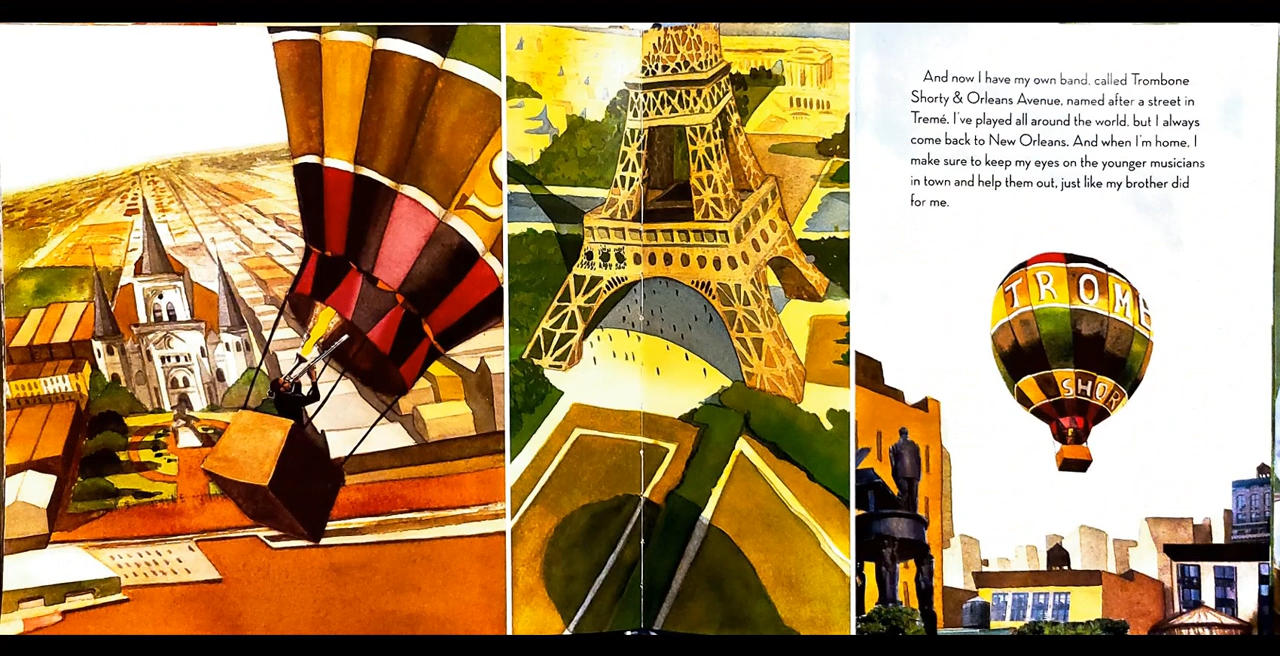 And now I have my own band, called Trombone
Shorty & Orleans Avenue, named after a street in
Tremé. I've played all around the world, but I always
come back to New Orleans. And when I'm home, I
make sure to keep my eyes on the younger musicians
in town and help them out, just like my brother did
for me.
TROMB
SHOR